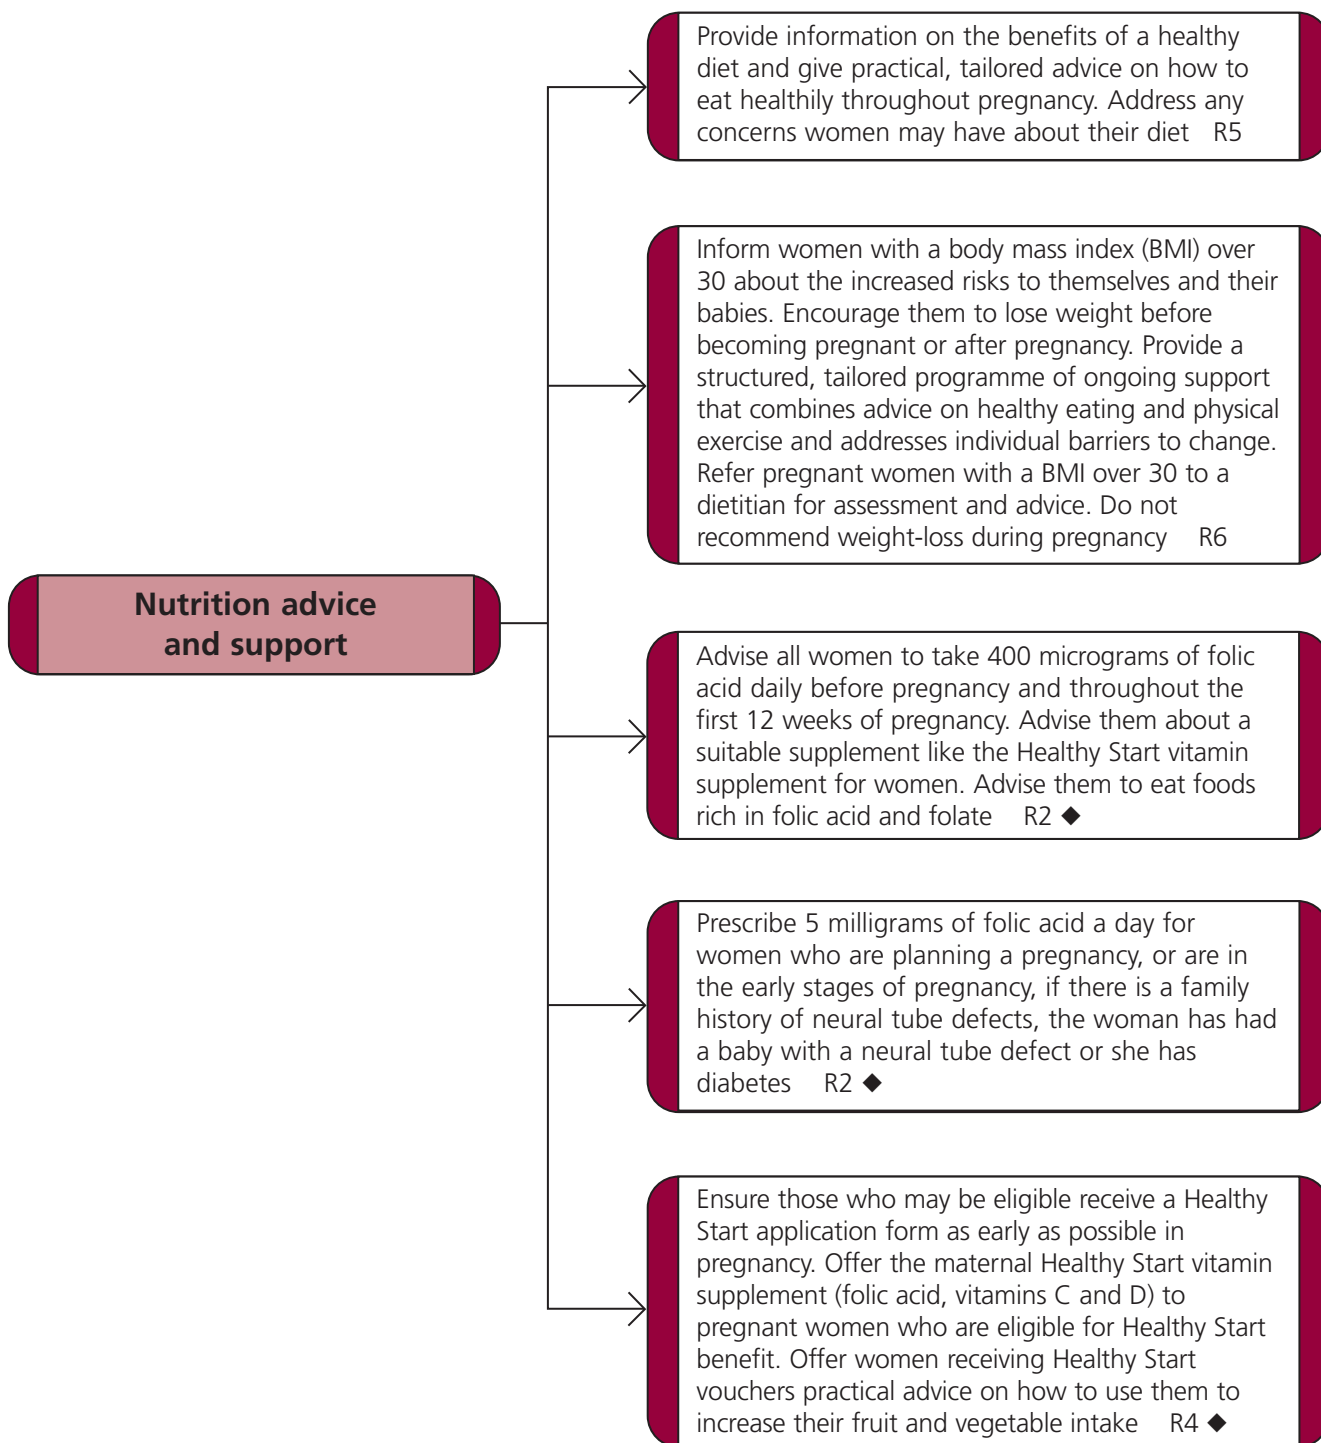 Provide information on the benefits of a healthy
diet and give practical, tailored advice on how to
eat healthily throughout pregnancy. Address any
concerns women may have about their diet R5
Inform women with a body mass index (BMI) over
30 about the increased risks to themselves and their
babies. Encourage them to lose weight before
becoming pregnant or after pregnancy. Provide a
structured, tailored programme of ongoing support
that combines advice on healthy eating and physical
exercise and addresses individual barriers to change.
Refer pregnant women with a BMI over 30 to a
dietitian for assessment and advice. Do not
recommend weight-loss during pregnancy R6
Nutrition advice
and support
Advise all women to take 400 micrograms of folic
acid daily before pregnancy and throughout the
first 12 weeks of pregnancy. Advise them about a
suitable supplement like the Healthy Start vitamin
supplement for women. Advise them to eat foods
rich in folic acid and folate R2 ◆
Prescribe 5 milligrams of folic acid a day for
women who are planning a pregnancy, or are in
the early stages of pregnancy, if there is a family
history of neural tube defects, the woman has had
a baby with a neural tube defect or she has
diabetes R2 ◆
Ensure those who may be eligible receive a Healthy
Start application form as early as possible in
pregnancy. Offer the maternal Healthy Start vitamin
supplement (folic acid, vitamins C and D) to
pregnant women who are eligible for Healthy Start
benefit. Offer women receiving Healthy Start
vouchers practical advice on how to use them to
increase their fruit and vegetable intake R4 ◆